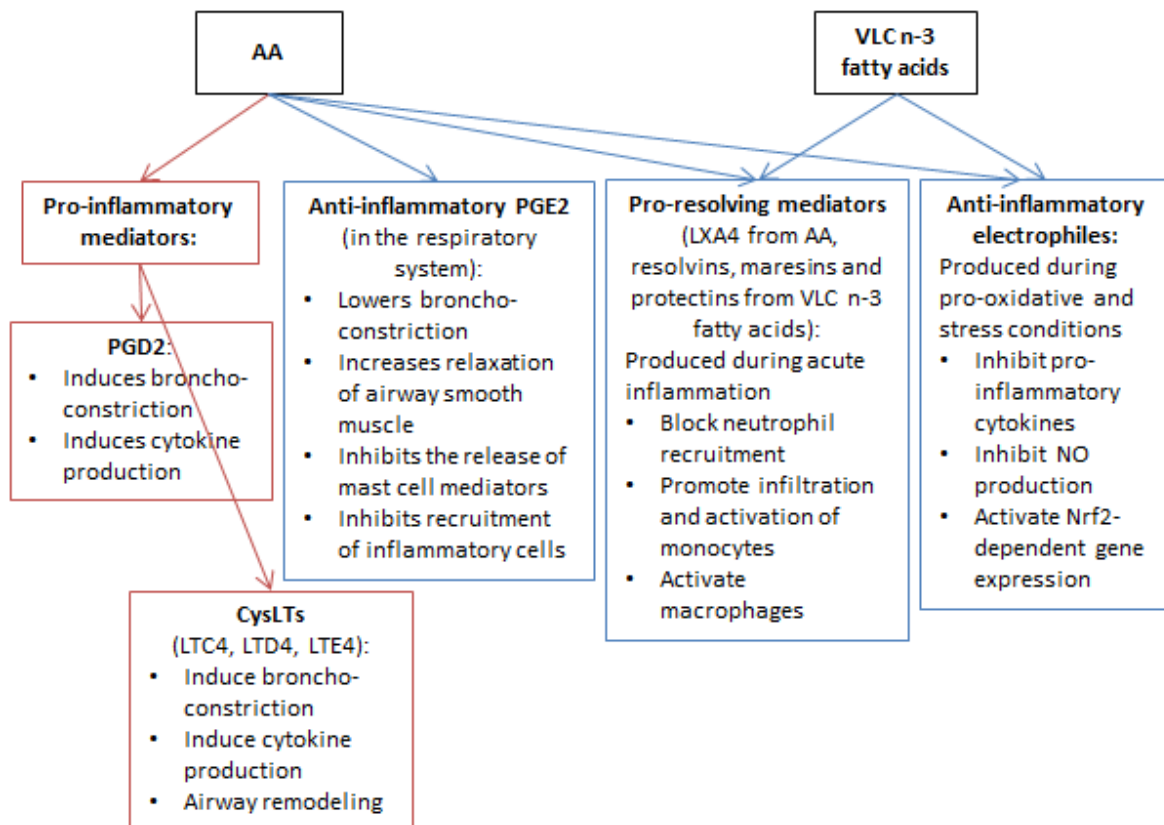 AA
VLC n-3
fatty acids
Pro-inflammatory
mediators:
PGD2:
• Induces broncho-
constriction
• Induces cytokine
production
CysLTs
(LTC4, LTD4, LTE4):
• Induce broncho-
constriction
• Induce cytokine
production
• Airway remodeling
Anti-inflammatory PGE2
(in the respiratory
system):
• Lowers broncho-
constriction
• Increases relaxation
of airway smooth
muscle
• Inhibits the release of
mast cell mediators
• Inhibits recruitment
of inflammatory cells
Pro-resolving mediators
(LXA4 from AA,
resolvins, maresins and
protectins from VLC n-3
fatty acids):
Produced during acute
inflammation
• Block neutrophil
recruitment
• Promote infiltration
and activation of
monocytes
• Activate
macrophages
Anti-inflammatory
electrophiles:
Produced during
pro-oxidative and
stress conditions
• Inhibit pro-
inflammatory
cytokines
• Inhibit NO
production
• Activate Nrf2-
dependent gene
expression